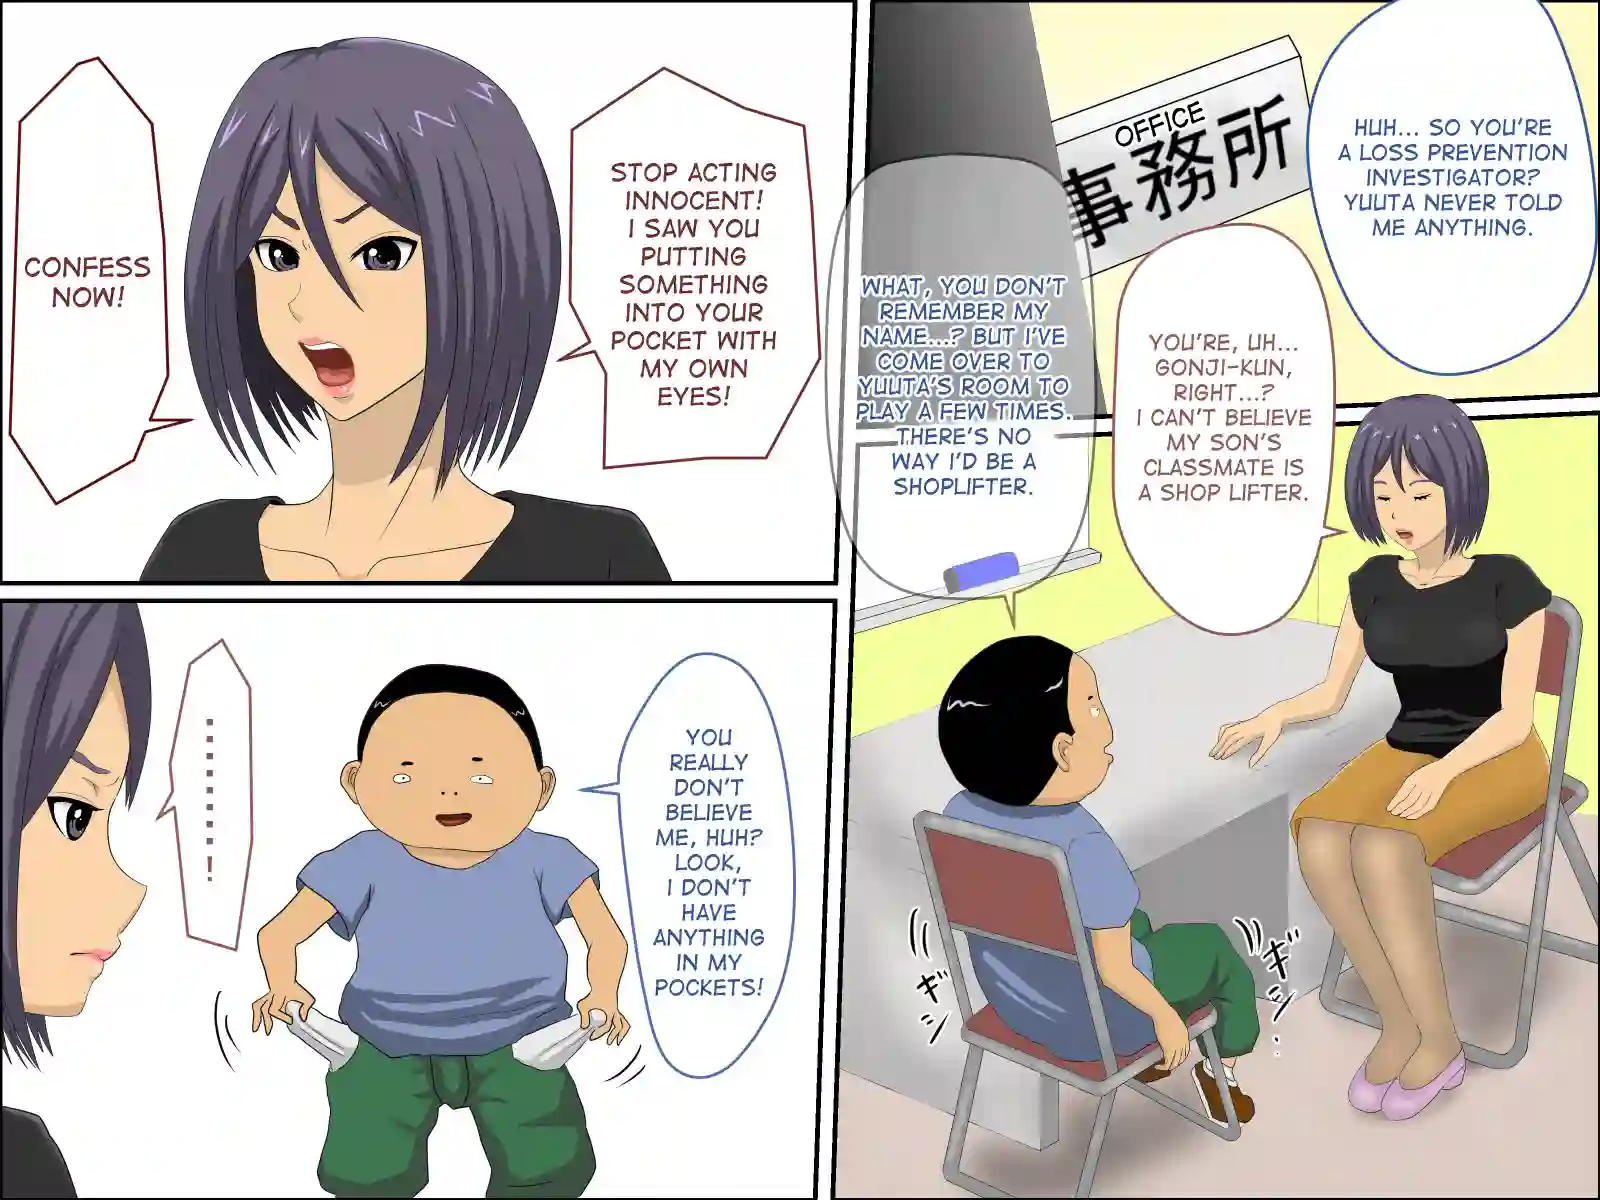 HUH... SO YOU'RE
A LOSS PREVENTION
INVESTIGATOR?
YUUTA NEVER TOLD
ME ANYTHING.
OFFICE
事務所
YOU'RE, UH...
GONJI-KUN,
RIGHT...?
I CAN'T BELIEVE
MY SON'S
CLASSMATE IS
A SHOP LIFTER.
WHAT, YOU DON'T
REMEMBER MY
NAME...? BUT I'VE
COME OVER TO
YUUTA'S ROOM TO
PLAY A FEW TIMES.
THERE'S NO
WAY I'D BE A
SHOPLIFTER.
ギシ
ギシ
STOP ACTING
INNOCENT!
I SAW YOU
PUTTING
SOMETHING
INTO YOUR
POCKET WITH
MY OWN
EYES!
CONFESS
NOW!
YOU
REALLY
DON'T
BELIEVE
ME, HUH?
LOOK,
I DON'T
HAVE
ANYTHING
IN MY
POCKETS!
.........!